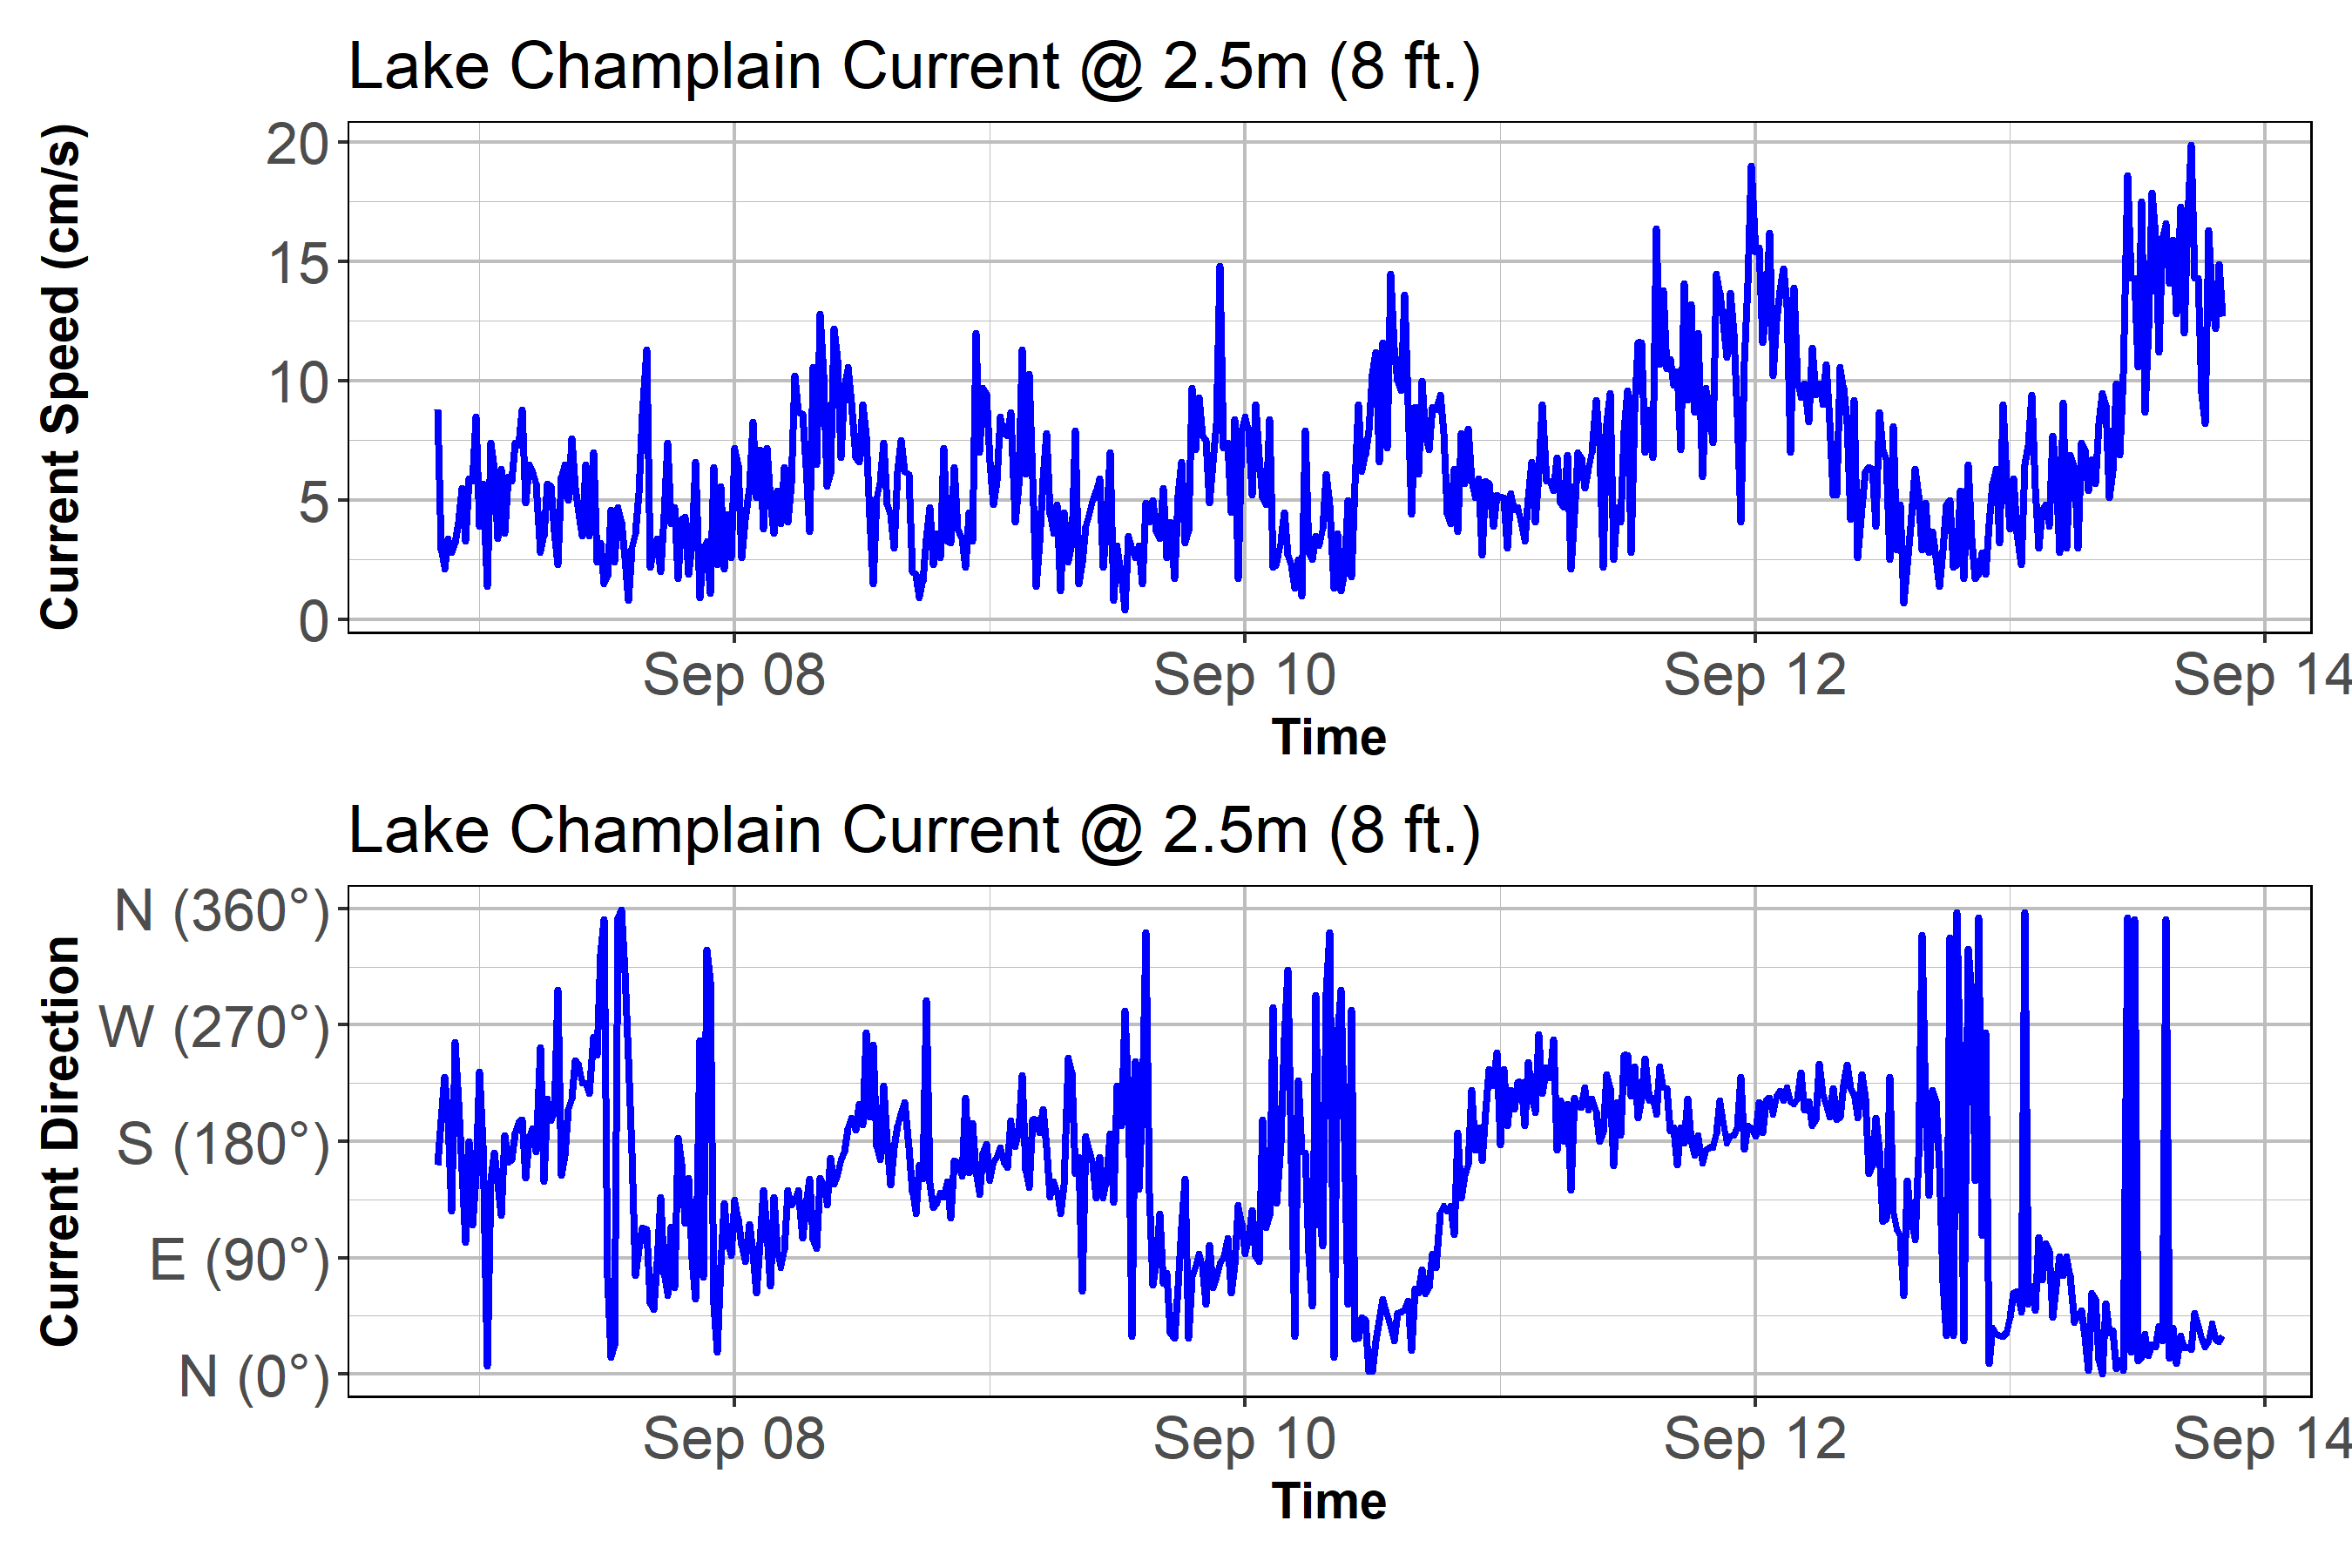 Lake Champlain Current @ 2.5m (8 ft.)
Current Speed (cm/s)
20
15
10
5
0
Sep 08 Sep 10 Sep 12 Sep 14
Time
Lake Champlain Current @ 2.5m (8 ft.)
Current Direction
N (360°)
W (270°)
S (180°)
E (90°)
N (0°)
Sep 08 Sep 10 Sep 12 Sep 14
Time